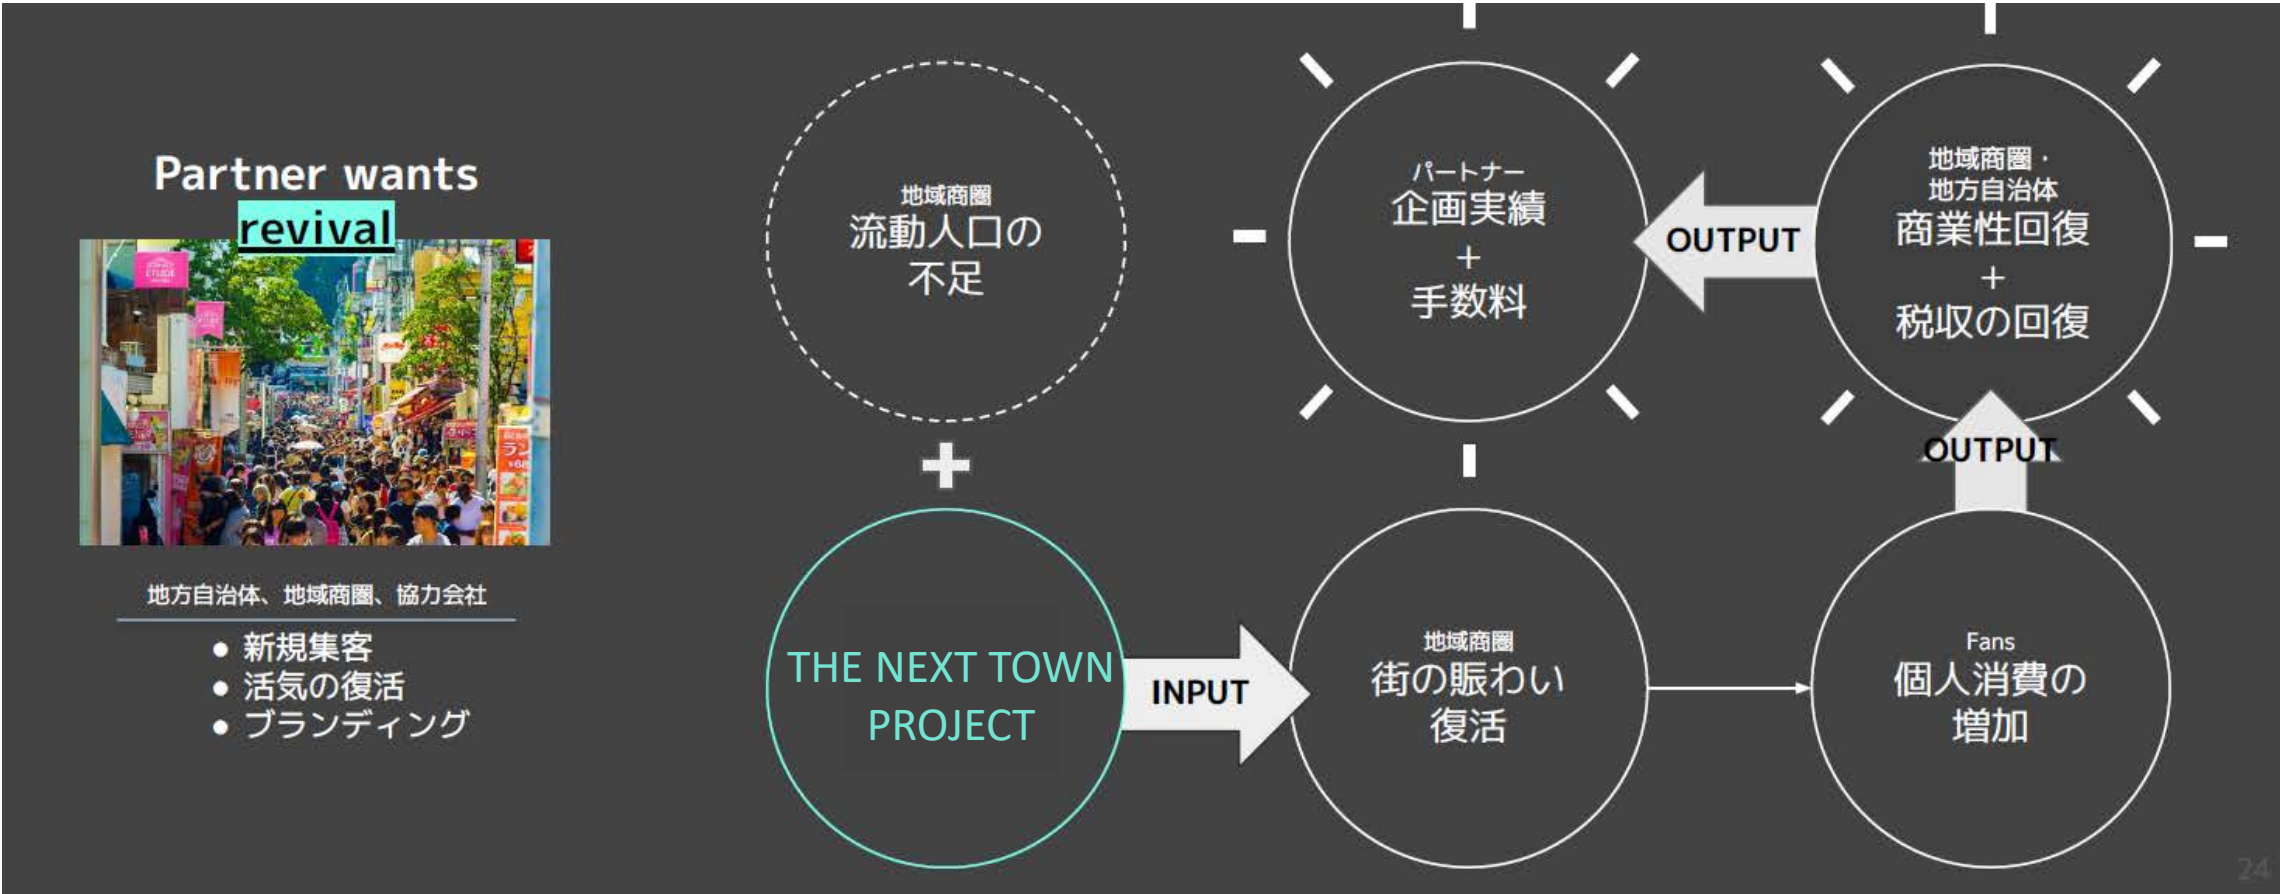 Partner wants
revival
ETUDE
ラン
地方自治体、地域商圏、協力会社
● 新規集客
● 活気の復活
● ブランディング
地域商圏
流動人口の
不足
+
THE NEXT TOWN
PROJECT
INPUT
地域商圏
街の賑わい
復活
Fans
個人消費の
増加
OUTPUT
地域商圏・
地方自治体
商業性回復
+
税収の回復
OUTPUT
パートナー
企画実績
+
手数料
24